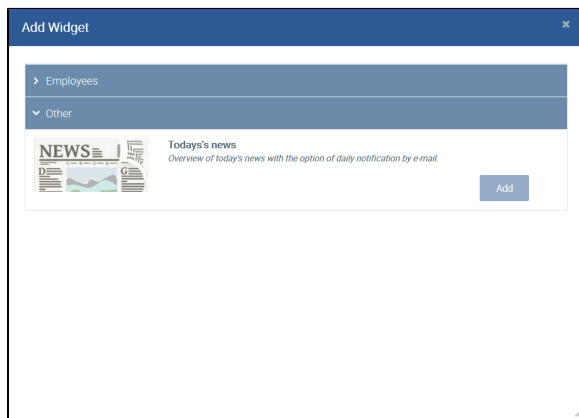 Add Widget
Employees
Other
NEWS
D
G
Todays's news
Overview of today's news with the option of daily notification by e-mail.
Add